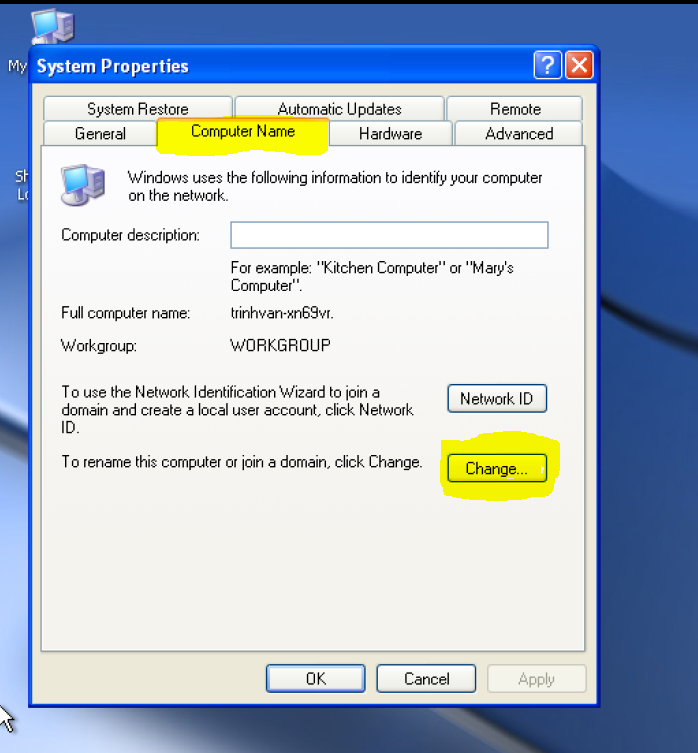 My
System Properties
System Restore
Automatic Updates
Remote
General
Computer Name
Hardware
Advanced
Sh
Lo
Windows uses the following information to identify your computer
on the network.
Computer description:
For example: "Kitchen Computer" or "Mary's
Computer".
Full computer name:
trinhvan-xn69vr.
Workgroup:
WORKGROUP
To use the Network Identification Wizard to join a
domain and create a local user account, click Network
ID.
Network ID
To rename this computer or join a domain, click Change.
Change...
OK
Cancel
Apply